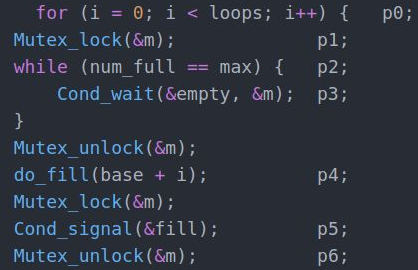 for (i = 0; i < loops; i++) {   p0;
Mutex_lock(&m);              p1;
while (num_full == max) {   p2;
    Cond_wait(&empty, &m);  p3;
}
Mutex_unlock(&m);
do_fill(base + i);           p4;
Mutex_lock(&m);
Cond_signal(&fill);          p5;
Mutex_unlock(&m);            p6;